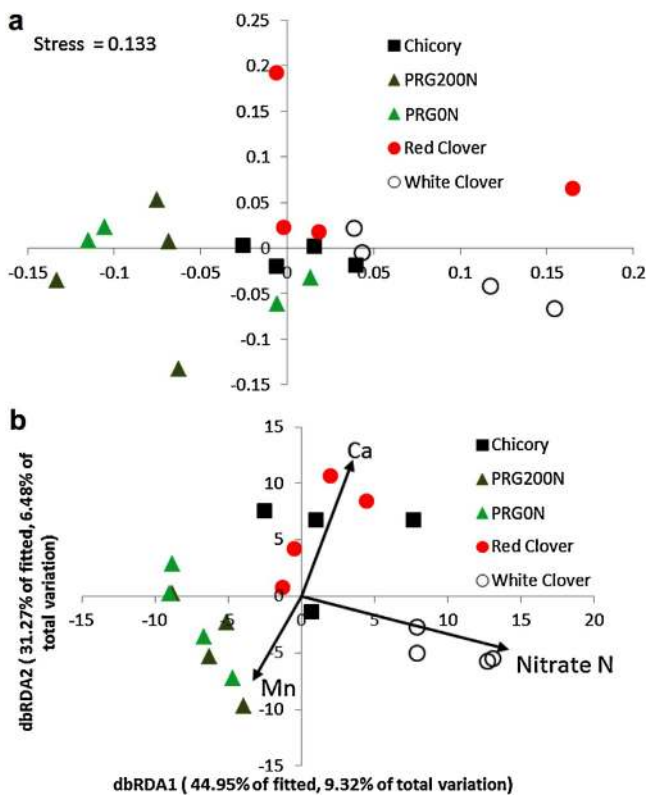 a
Stress = 0.133
0.25
0.2
0.15
0.1
0.05
0
-0.05
-0.1
-0.15
-0.15
-0.1
-0.05
0
0.05
0.1
0.15
0.2
Chicory
PRG200N
PRG0N
Red Clover
White Clover
b
15
10
5
0
-5
-10
-15
-15
-10
-5
0
5
10
15
20
Ca
Mn
Nitrate N
Chicory
PRG200N
PRG0N
Red Clover
White Clover
dbRDA2 ( 31.27% of fitted, 6.48% of
total variation)
dbRDA1 ( 44.95% of fitted, 9.32% of total variation)